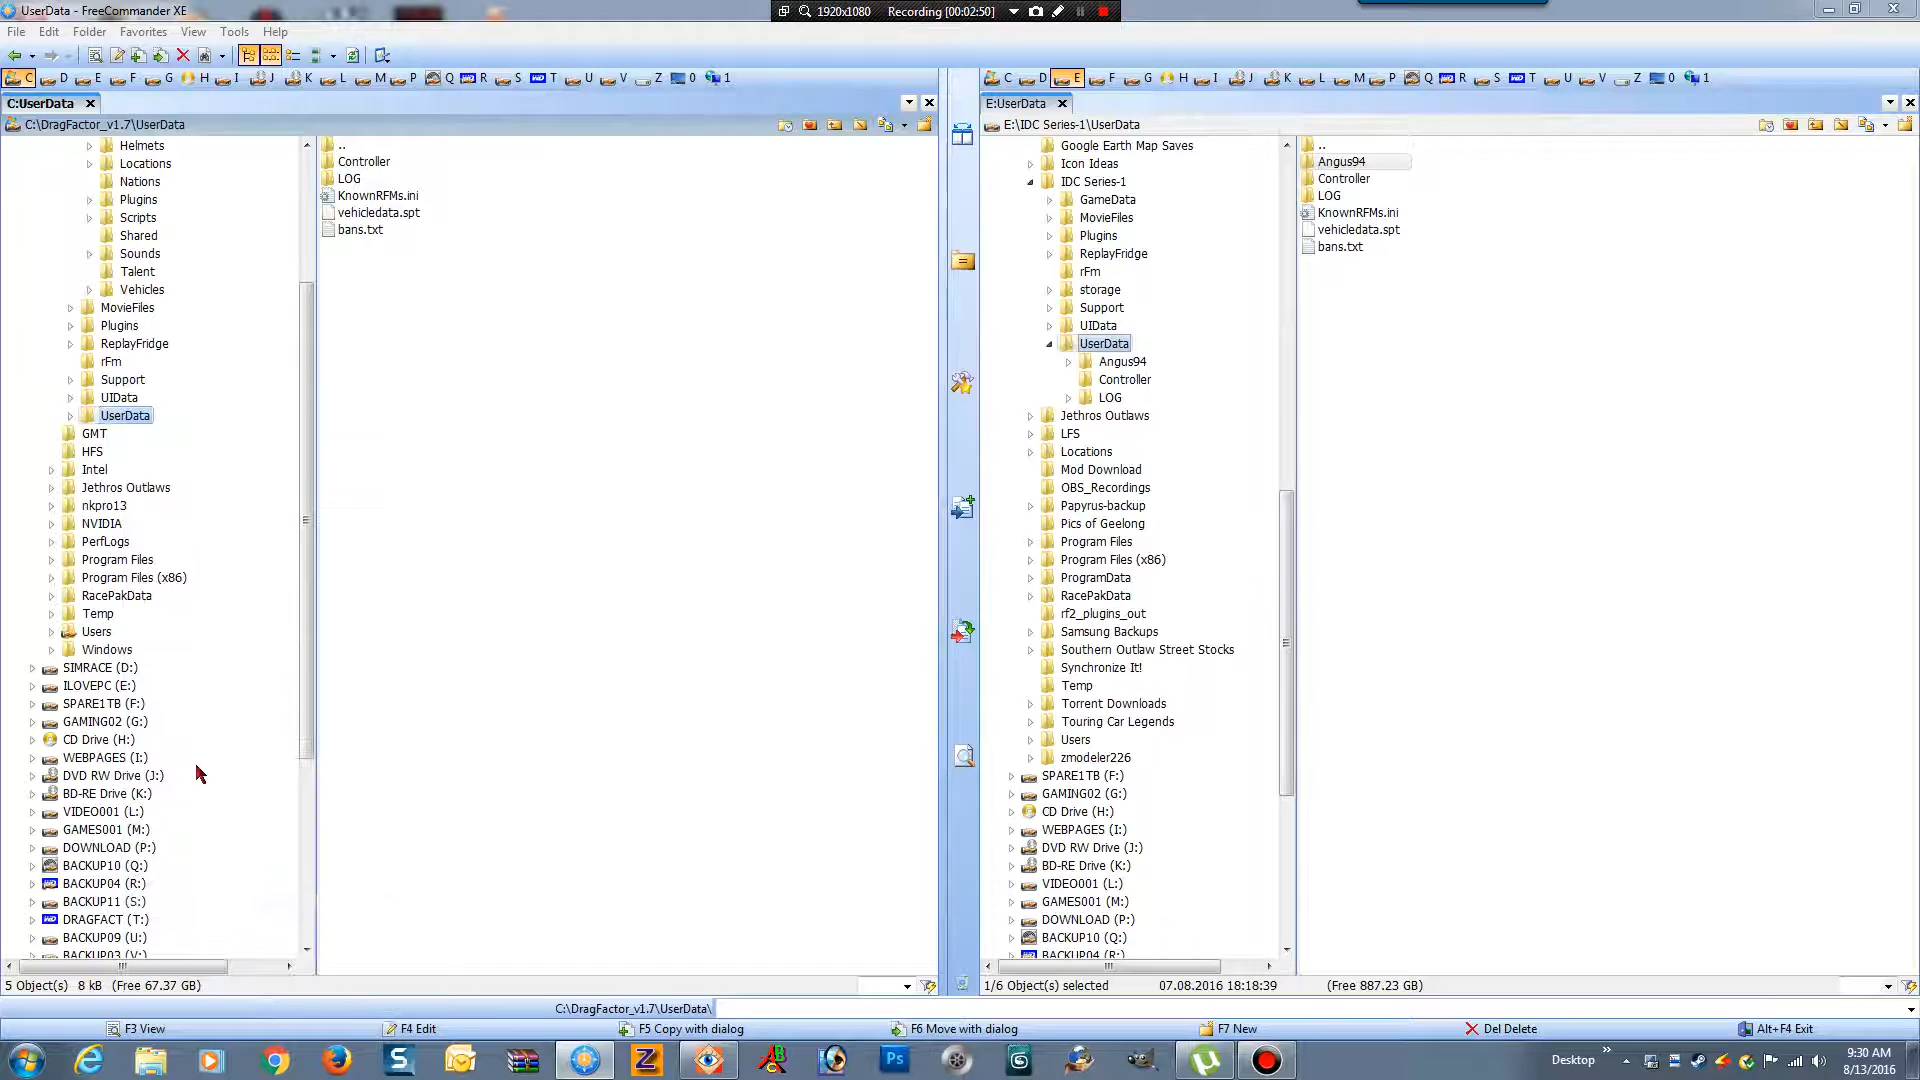 UserData - FreeCommander XE
1920x1080 Recording [00:02:50]
File Edit Folder Favorites View Tools Help
C D E F G H I J K L M P Q R S T U V Z 0 1
C D E F G H I J K L M P Q R S T U V Z 0 1
C:UserData
E:UserData
C:\DragFactor_v1.7\UserData
E:\IDC Series-1\UserData
Helmets
Locations
Nations
Plugins
Scripts
Shared
Sounds
Talent
Vehicles
MovieFiles
Plugins
ReplayFridge
rFm
Support
UIData
UserData
GMT
HFS
Intel
Jethros Outlaws
nkpro13
NVIDIA
PerfLogs
Program Files
Program Files (x86)
RacePakData
Temp
Users
Windows
SIMRACE (D:)
ILOVEPC (E:)
SPARE1TB (F:)
GAMING02 (G:)
CD Drive (H:)
WEBPAGES (I:)
DVD RW Drive (J:)
BD-RE Drive (K:)
VIDEO001 (L:)
GAMES001 (M:)
DOWNLOAD (P:)
BACKUP10 (Q:)
BACKUP04 (R:)
BACKUP11 (S:)
DRAGFACT (T:)
BACKUP09 (U:)
BACKUP03 (V:)
..
Controller
LOG
KnownRFMs.ini
vehicledata.spt
bans.txt
Google Earth Map Saves
Icon Ideas
IDC Series-1
GameData
MovieFiles
Plugins
ReplayFridge
rFm
storage
Support
UIData
UserData
Angus94
Controller
LOG
Jethros Outlaws
LFS
Locations
Mod Download
OBS_Recordings
Papyrus-backup
Pics of Geelong
Program Files
Program Files (x86)
ProgramData
RacePakData
rf2_plugins_out
Samsung Backups
Southern Outlaw Street Stocks
Synchronize It!
Temp
Torrent Downloads
Touring Car Legends
Users
zmodeler226
SPARE1TB (F:)
GAMING02 (G:)
CD Drive (H:)
WEBPAGES (I:)
DVD RW Drive (J:)
BD-RE Drive (K:)
VIDEO001 (L:)
GAMES001 (M:)
DOWNLOAD (P:)
BACKUP10 (Q:)
BACKUP04 (R:)
..
Angus94
Controller
LOG
KnownRFMs.ini
vehicledata.spt
bans.txt
5 Object(s) 8 kB (Free 67.37 GB)
1/6 Object(s) selected 07.08.2016 18:18:39 (Free 887.23 GB)
C:\DragFactor_v1.7\UserData\
F3 View F4 Edit F5 Copy with dialog F6 Move with dialog F7 New Del Delete Alt+F4 Exit
Ps
Desktop
9:30 AM
8/13/2016